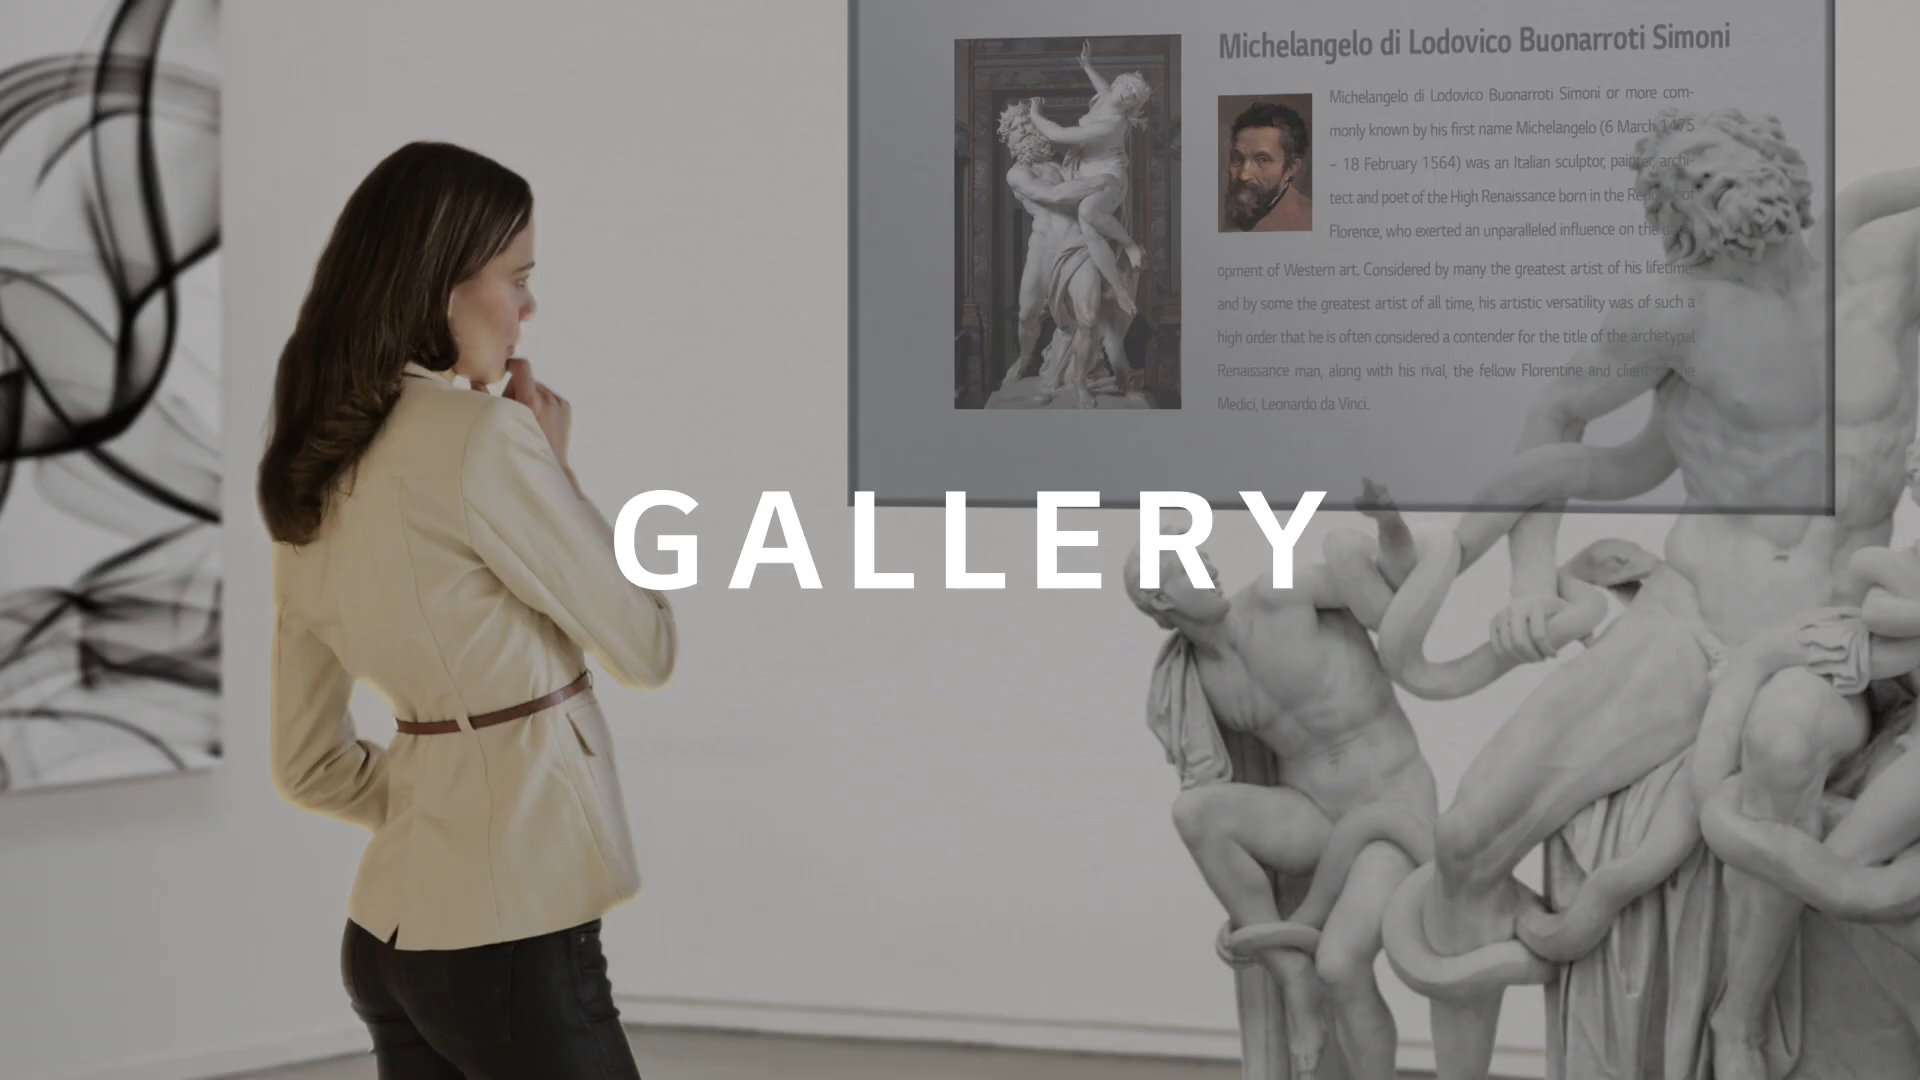 Michelangelo di Lodovico Buonarroti Simoni
Michelangelo di Lodovico Buonarroti Simoni or more com-
monly known by his first name Michelangelo (6 March 1475
– 18 February 1564) was an Italian sculptor, painter, archi-
tect and poet of the High Renaissance born in the Republic of
Florence, who exerted an unparalleled influence on the
opment of Western art. Considered by many the greatest artist of his lifetime,
and by some the greatest artist of all time, his artistic versatility was of such a
high order that he is often considered a contender for the title of the archetypal
Renaissance man, along with his rival, the fellow Florentine and client of the
Medici, Leonardo da Vinci.
GALLERY